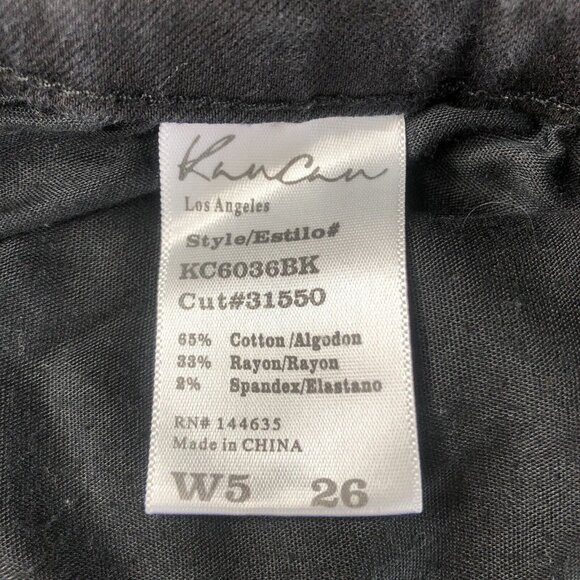 KanCan
Los Angeles
Style/Estilo#
KC6036BK
Cut#31550
65% Cotton/Algodon
33% Rayon/Rayon
2% Spandex/Elastano
RN# 144635
Made in CHINA
W5 26